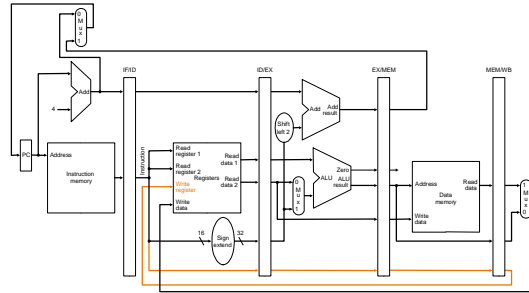 0
M
u
x
1
IF/ID
ID/EX
EX/MEM
MEM/WB
Add
4
Shift
left 2
Add
Add
result
PC
Address
Instruction
memory
Instruction
Read
register 1
Read
register 2
Write
register
Write
data
Registers
Read
data 1
Read
data 2
0
M
u
x
1
Zero
ALU
ALU
result
Address
Write
data
Data
memory
Read
data
1
M
u
x
0
16
Sign
extend
32